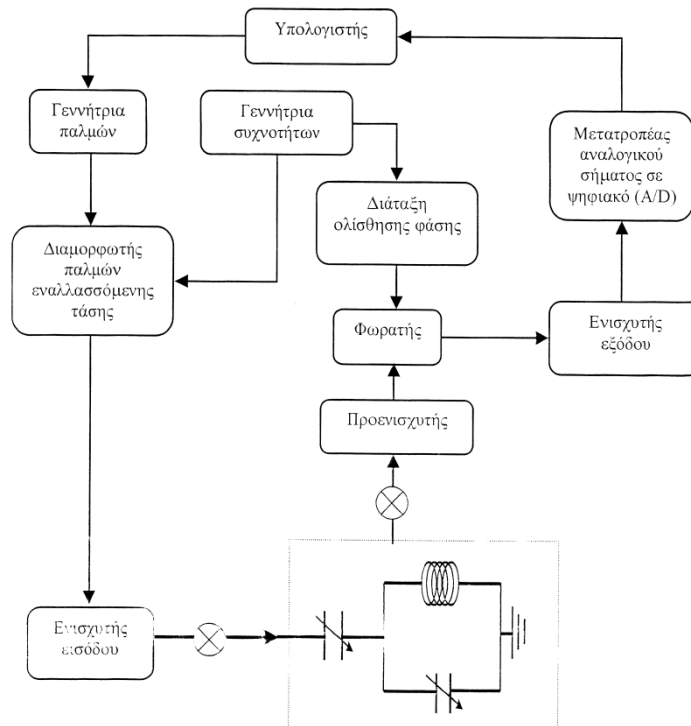 Υπολογιστής
Γεννήτρια
παλμών
Γεννήτρια
συχνοτήτων
Μετατροπέας
αναλογικού
σήματος σε
ψηφιακό (A/D)
Διάταξη
ολίσθησης φάσης
Διαμορφωτής
παλμών
εναλλασσόμενης
τάσης
Φωρατής
Ενισχυτής
εξόδου
Προενισχυτής
Ενισχυτής
εισόδου